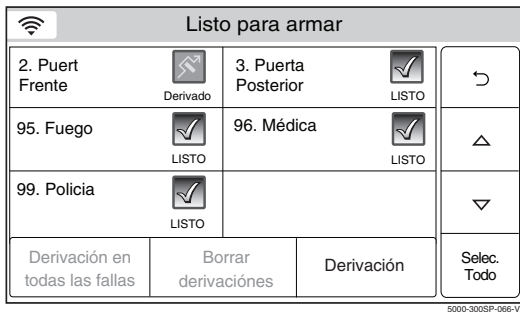 Listo para armar
2. Puert
Frente
Derivado
3. Puerta
Posterior
LISTO
95. Fuego
LISTO
96. Médica
LISTO
99. Policia
LISTO
Derivación en
todas las fallas
Borrar
derivaciónes
Derivación
Selec.
Todo
5000-300SP-066-V